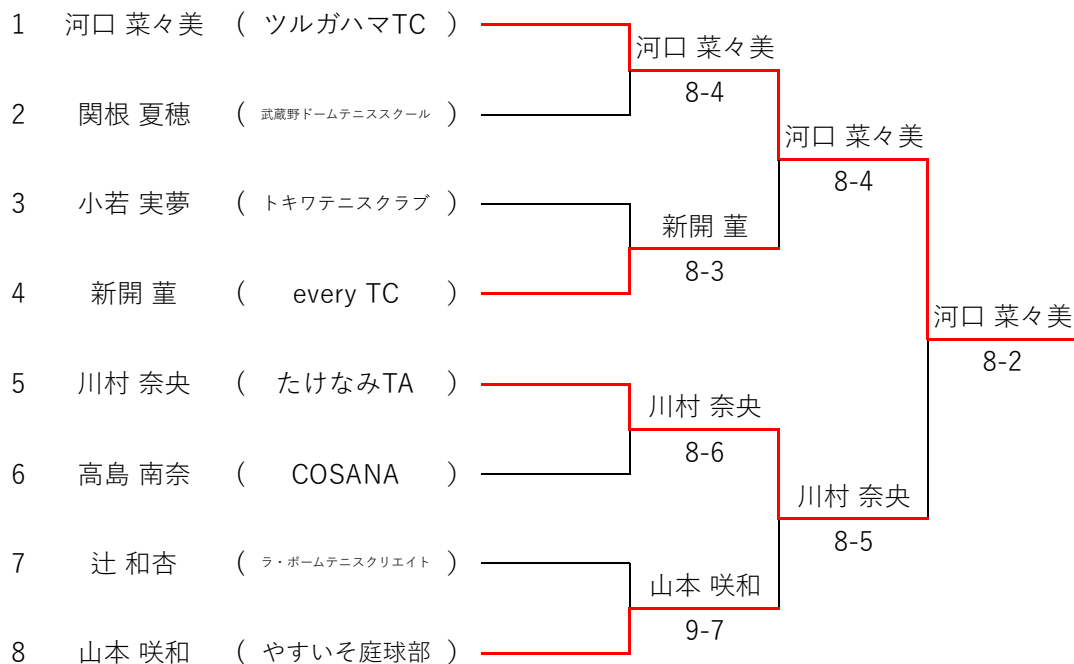 1 河口 菜々美 ( ツルガハマTC )
河口 菜々美
8-4
2 関根 夏穂 ( 武蔵野ドームテニススクール )
河口 菜々美
8-4
3 小若 実夢 ( トキワテニスクラブ )
新開 菫
8-3
4 新開 菫 ( every TC )
河口 菜々美
8-2
5 川村 奈央 ( たけなみTA )
川村 奈央
8-6
6 高島 南奈 ( COSANA )
川村 奈央
8-5
7 辻 和杏 ( ラ・ポームテニスクリエイト )
山本 咲和
9-7
8 山本 咲和 ( やすいそ庭球部 )